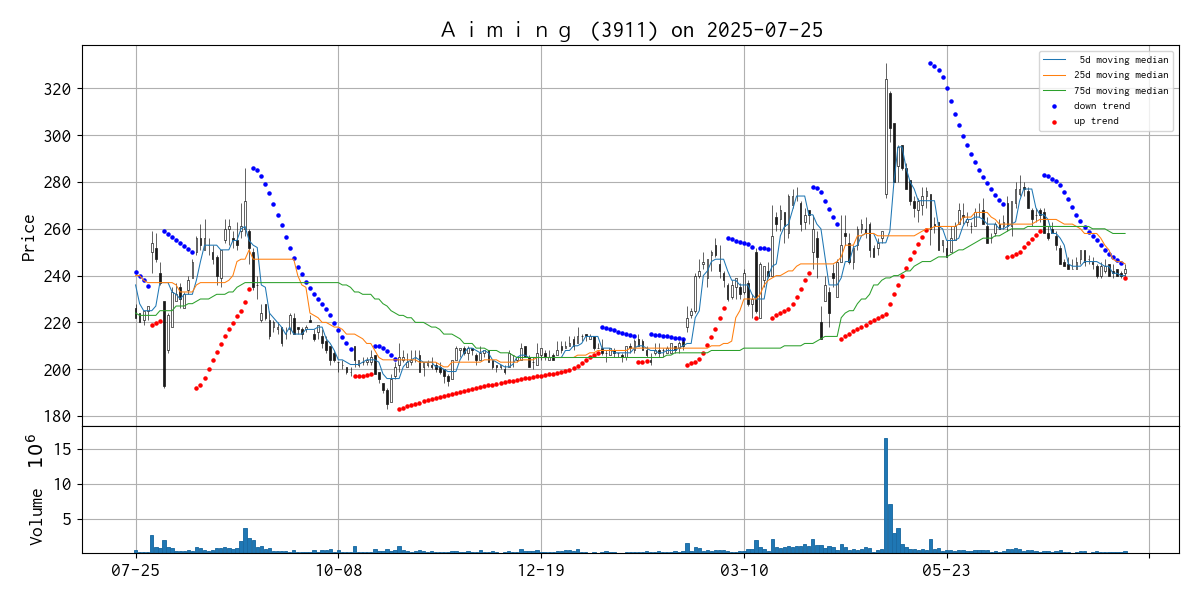 Ａｉｍｉｎｇ (3911) on 2025-07-25
5d moving median
25d moving median
75d moving median
down trend
up trend
Price
320
300
280
260
240
220
200
180
Volume 10^6
15
10
5
07-25 10-08 12-19 03-10 05-23